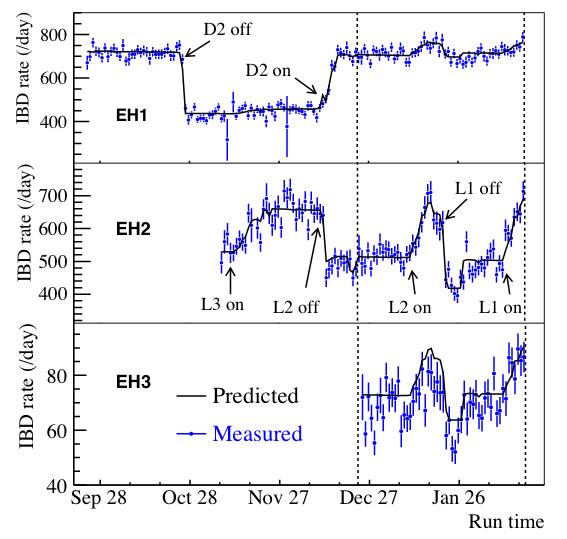 IBD rate (/day)
800
600
400
D2 off
D2 on
EH1
IBD rate (/day)
700
600
500
400
EH2
L1 off
L3 on
L2 off
L2 on
L1 on
IBD rate (/day)
80
60
40
EH3
Predicted
Measured
Sep 28
Oct 28
Nov 27
Dec 27
Jan 26
Run time